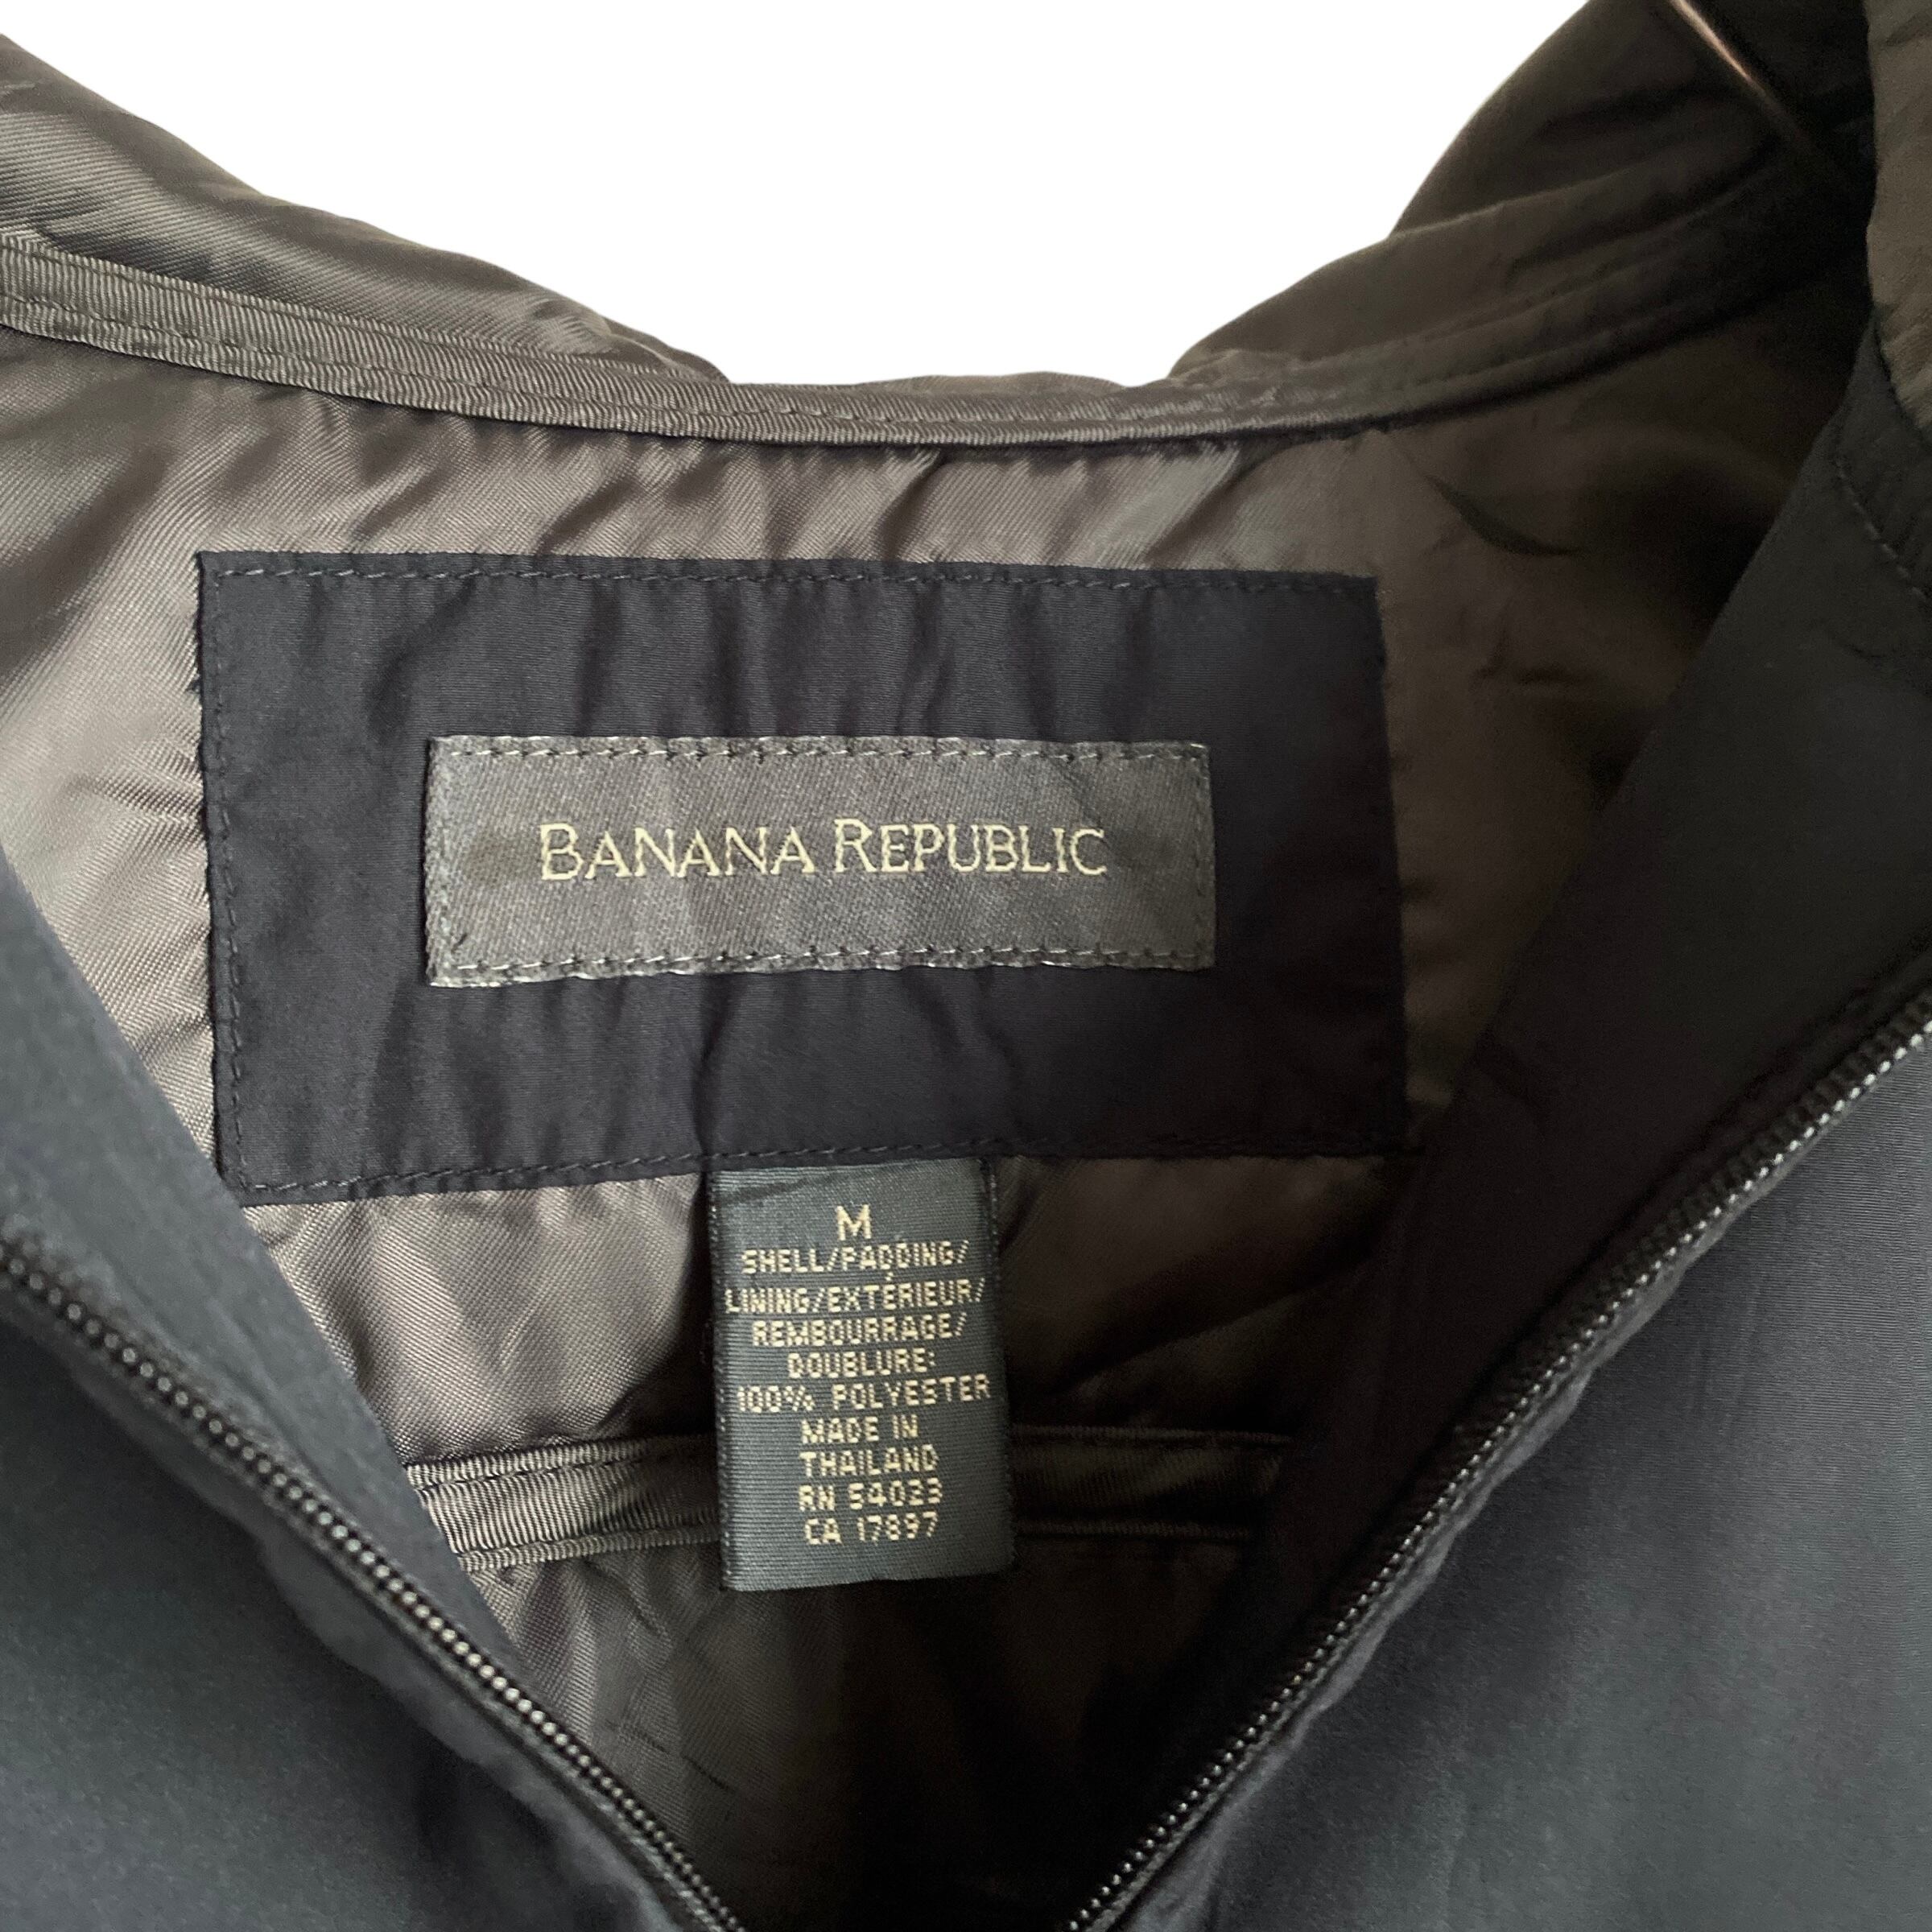 BANANA REPUBLIC
M
SHELL/PADDING/
LINING/EXTÉRIEUR/
REMBOURRAGE/
DOUBLURE:
100% POLYESTER
MADE IN
THAILAND
RN 54023
CA 17897